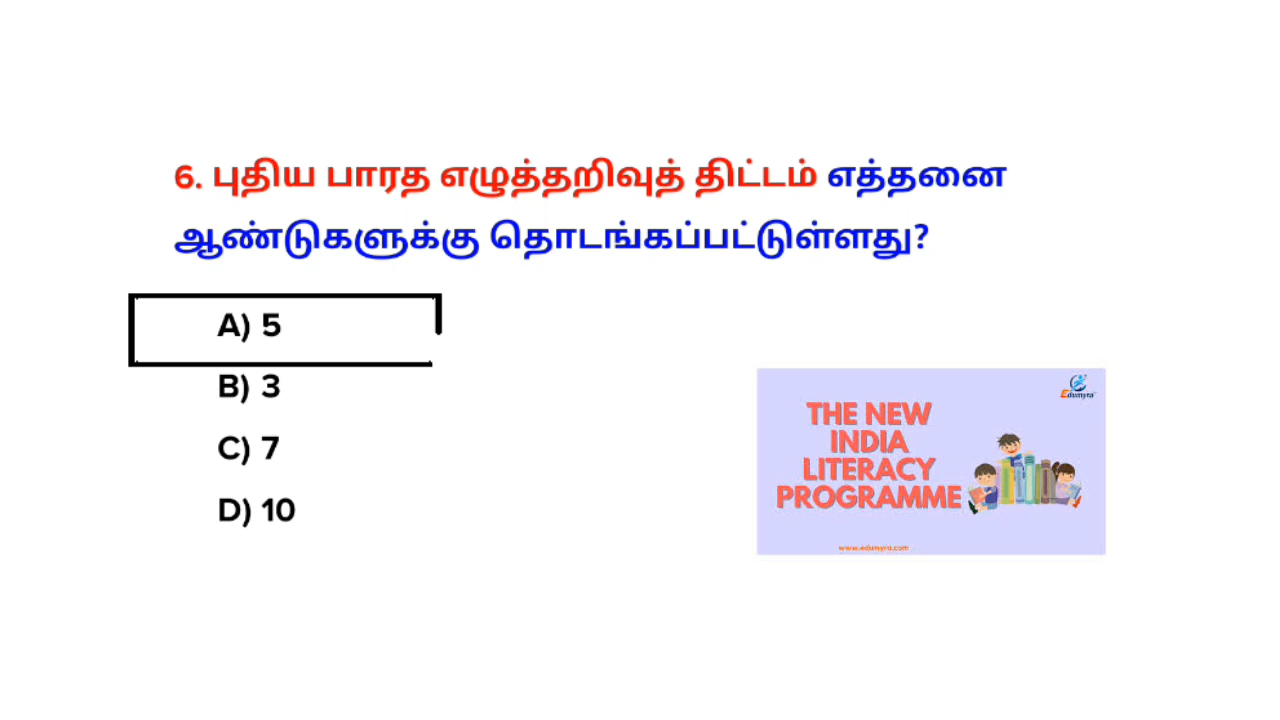 6. புதிய பாரத எழுத்தறிவுத் திட்டம் எத்தனை
ஆண்டுகளுக்கு தொடங்கப்பட்டுள்ளது?
A) 5
B) 3
C) 7
D) 10
Edumyra
THE NEW
INDIA
LITERACY
PROGRAMME
www.edumyra.com